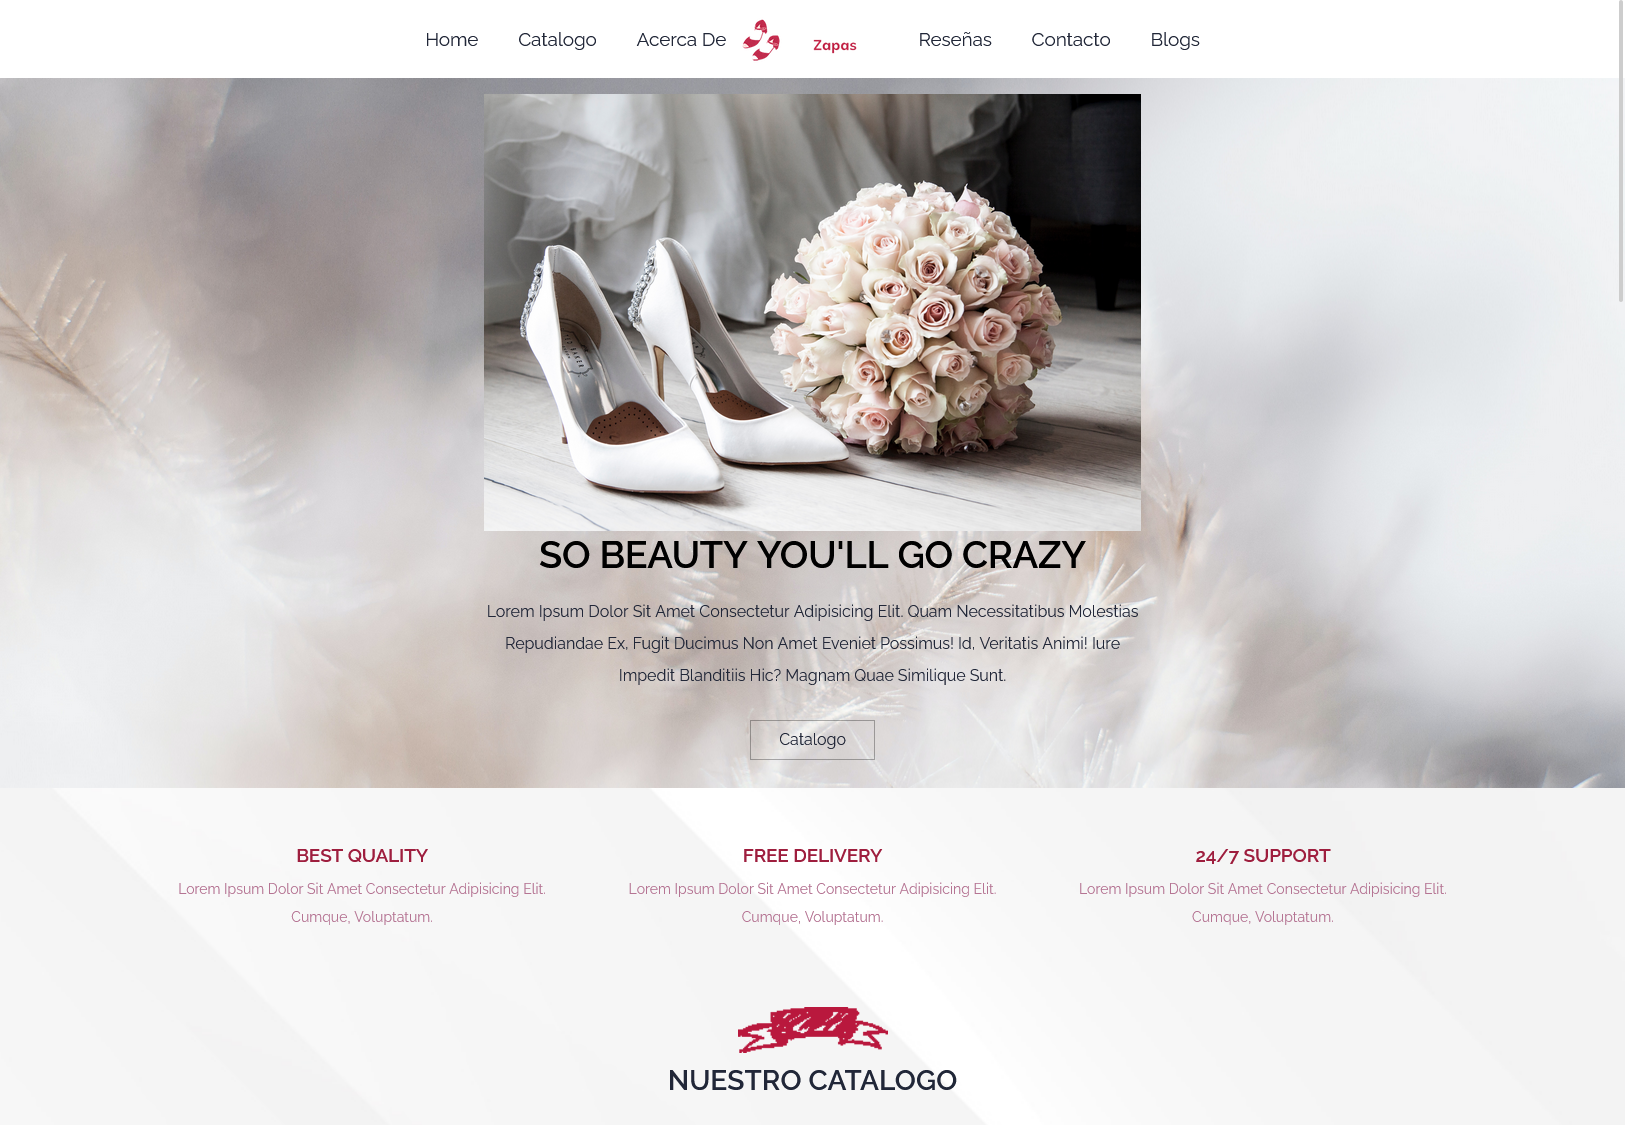 Home Catalogo Acerca De Zapas Reseñas Contacto Blogs
SO BEAUTY YOU'LL GO CRAZY
Lorem Ipsum Dolor Sit Amet Consectetur Adipisicing Elit. Quam Necessitatibus Molestias
Repudiandae Ex, Fugit Ducimus Non Amet Eveniet Possimus! Id, Veritatis Animi! Iure
Impedit Blanditiis Hic? Magnam Quae Similique Sunt.
Catalogo
BEST QUALITY
Lorem Ipsum Dolor Sit Amet Consectetur Adipisicing Elit.
Cumque, Voluptatum.
FREE DELIVERY
Lorem Ipsum Dolor Sit Amet Consectetur Adipisicing Elit.
Cumque, Voluptatum.
24/7 SUPPORT
Lorem Ipsum Dolor Sit Amet Consectetur Adipisicing Elit.
Cumque, Voluptatum.
NUESTRO CATALOGO